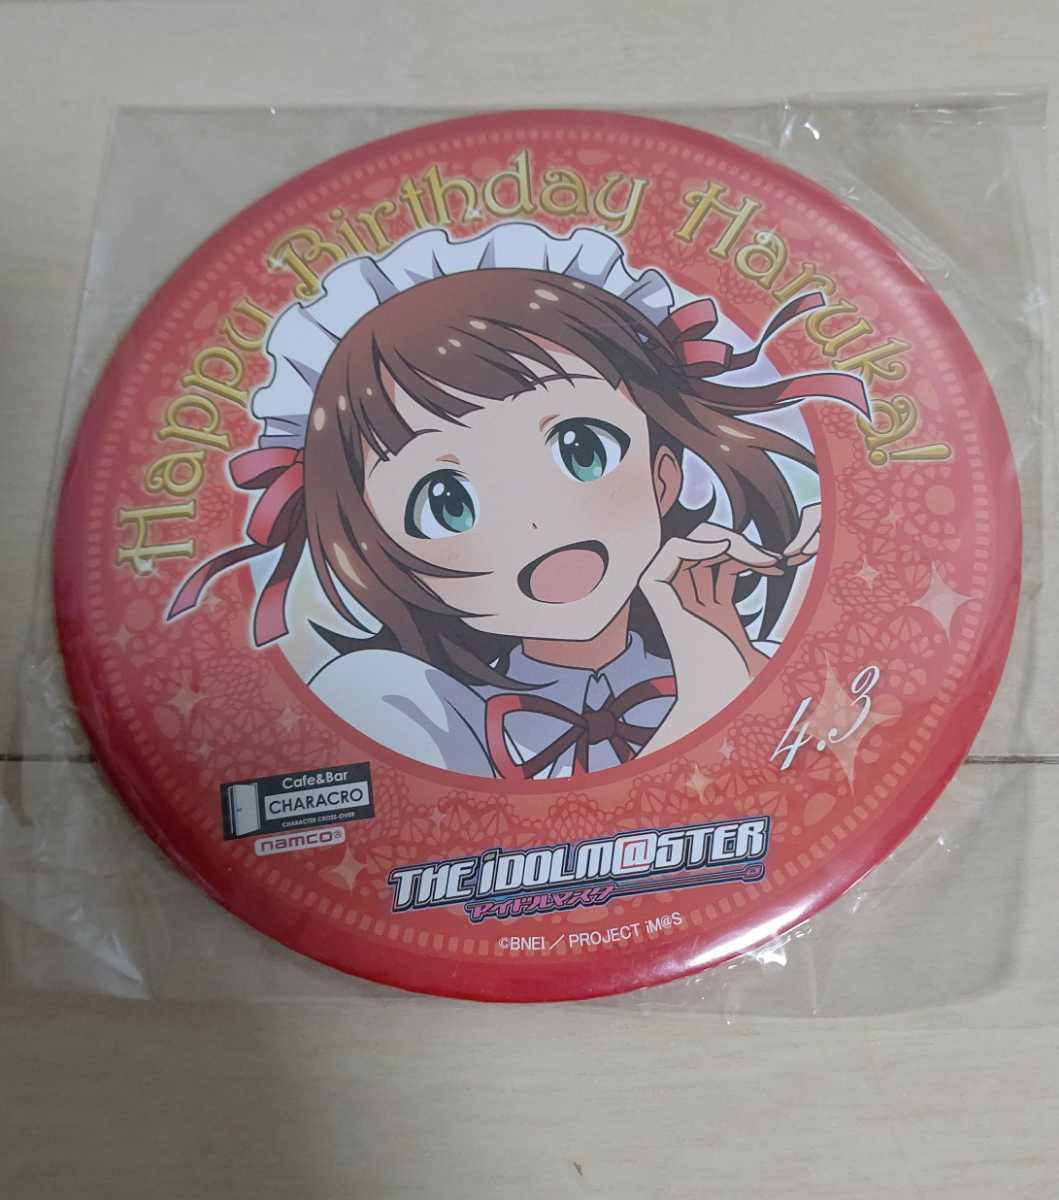 Happy Birthday Haruka!
4.3
Cafe&Bar
CHARACRO
CHARACTER CROSS-OVER
namco®
THE iDOLM@STER
アイドルマスター
©BNEI／PROJECT iM@S